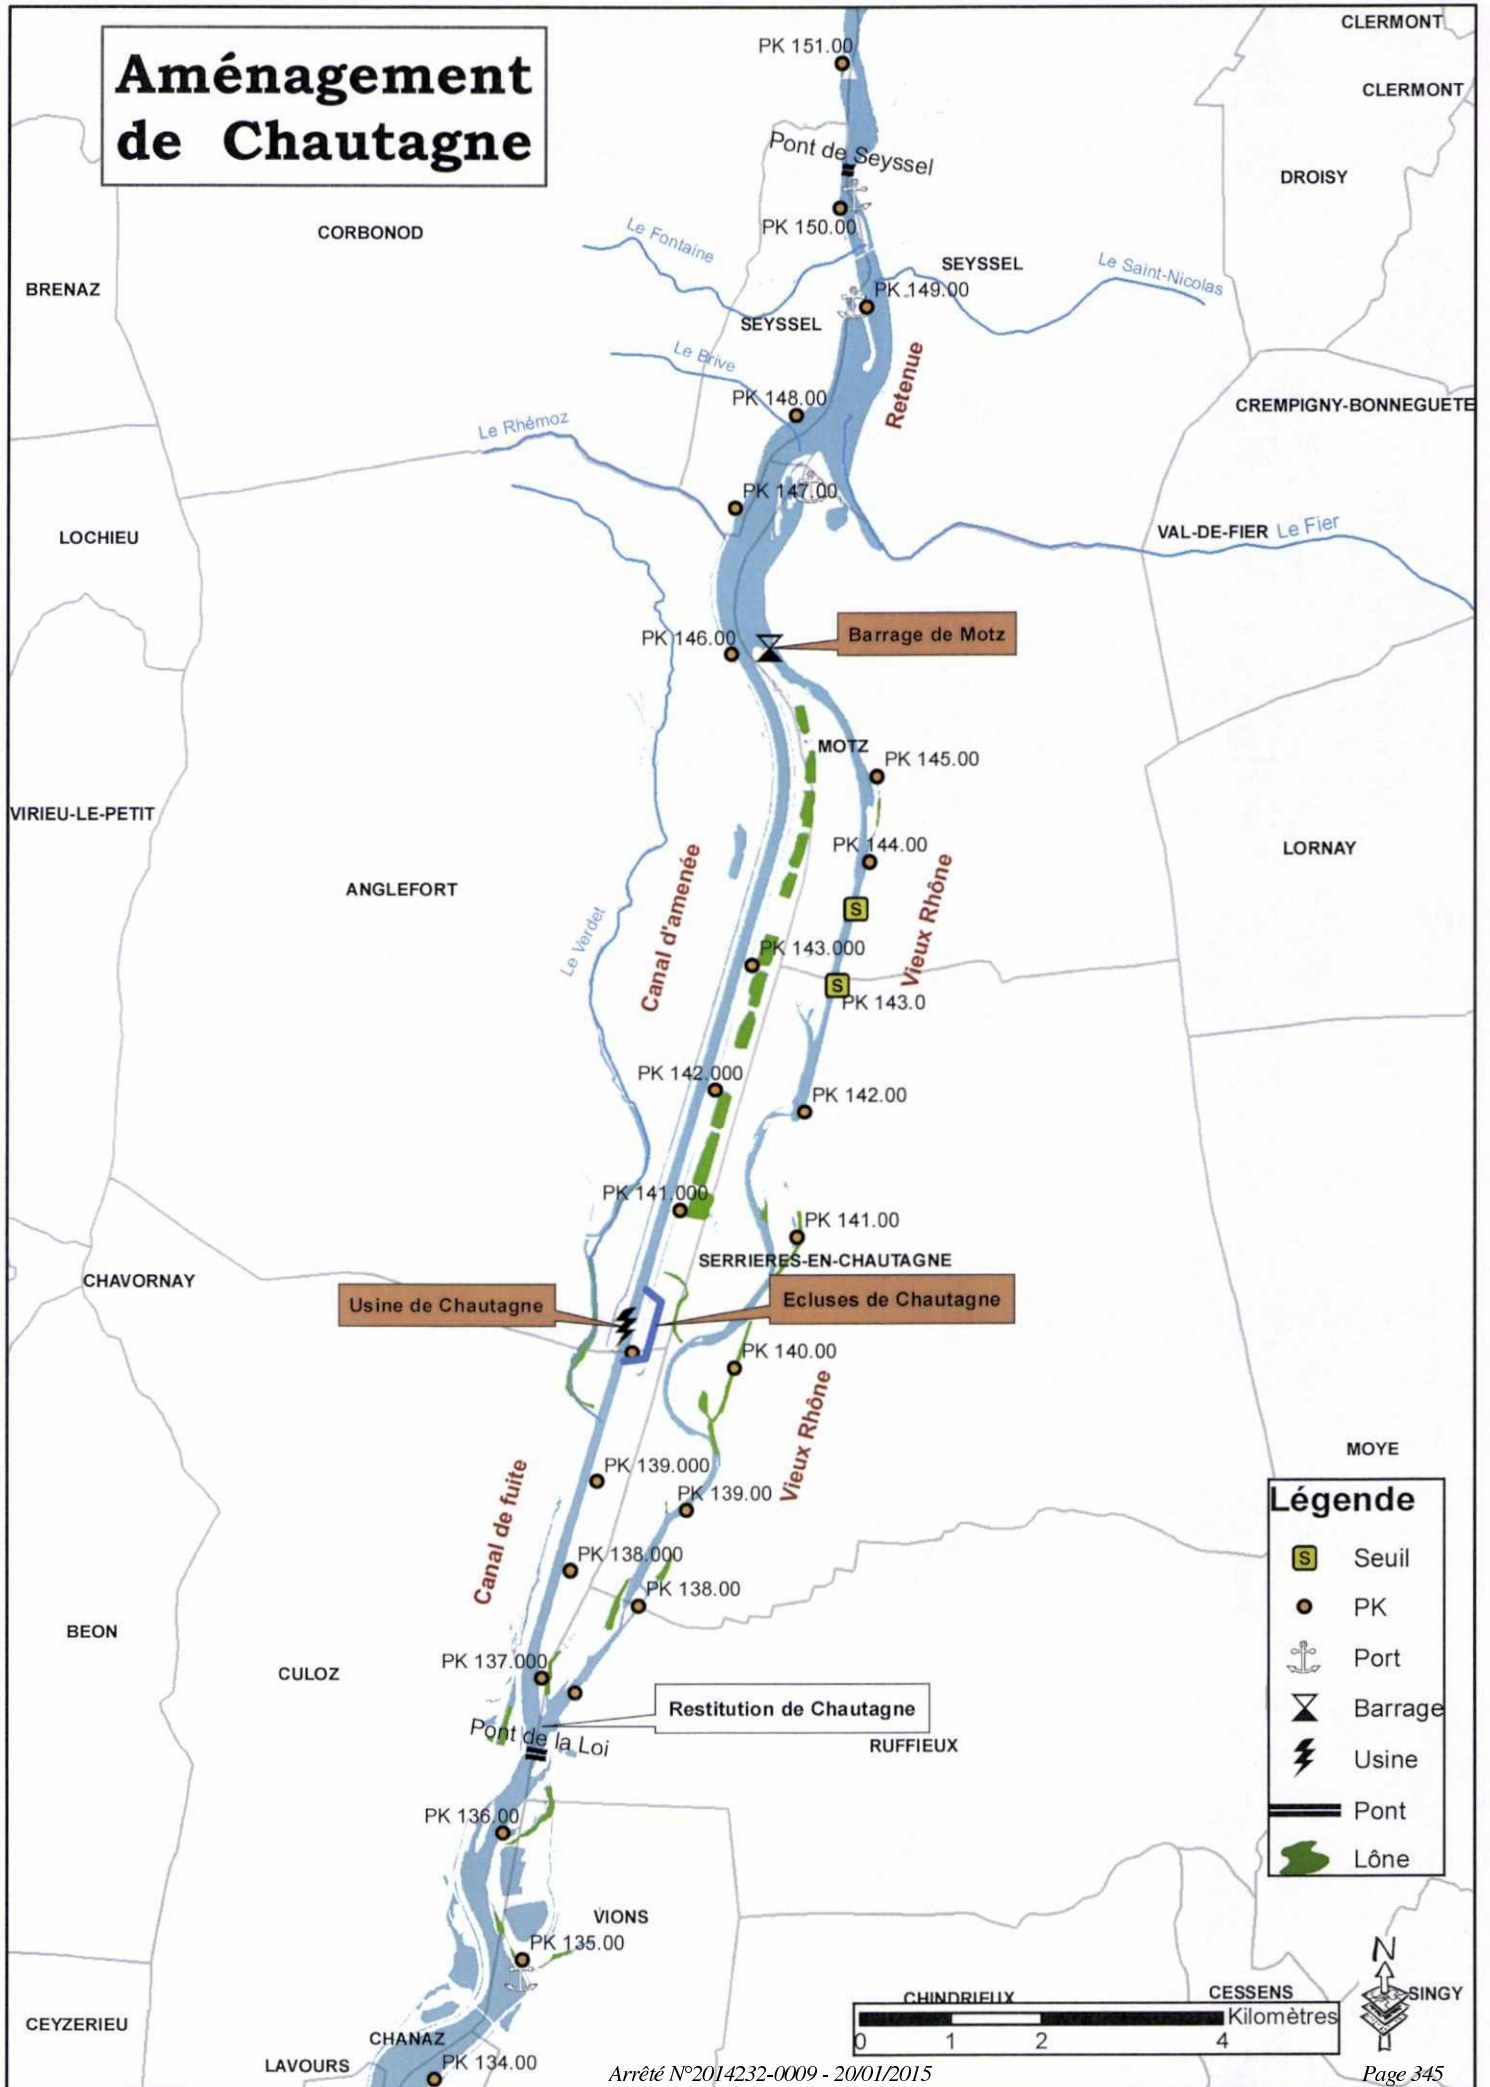 Aménagement
de Chautagne
CLERMONT
PK 151.00
CLERMONT
Pont de Seyssel
DROISY
PK 150.00
CORBONOD
Le Fontaine
SEYSSEL
Le Saint-Nicolas
BRENAZ
PK 149.00
SEYSSEL
Le Brive
Retenue
PK 148.00
CREMPIGNY-BONNEGUETE
Le Rhémoz
PK 147.00
LOCHIEU
VAL-DE-FIER
Le Fier
PK 146.00
Barrage de Motz
MOTZ
PK 145.00
VIRIEU-LE-PETIT
PK 144.00
LORNAY
ANGLEFORT
Canal d'amenée
Vieux Rhône
S
Le Verdet
PK 143.000
S
PK 143.0
PK 142.000
PK 142.00
PK 141.000
PK 141.00
SERRIERES-EN-CHAUTAGNE
CHAVORNAY
Usine de Chautagne
Ecluses de Chautagne
PK 140.00
Vieux Rhône
MOYE
PK 139.000
PK 139.00
Canal de fuite
PK 138.000
PK 138.00
BEON
PK 137.000
CULOZ
Restitution de Chautagne
Pont de la Loi
RUFFIEUX
PK 136.00
VIONS
PK 135.00
Légende
S Seuil
PK
Port
Barrage
Usine
Pont
Lône
N
CHINDRIEUX
CESSENS
SINGY
Kilomètres
0 1 2 4
CEYZERIEU
CHANAZ
LAVOURS
PK 134.00
Arrêté N°2014232-0009 - 20/01/2015
Page 345